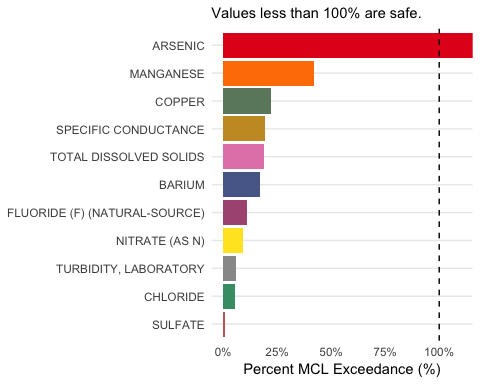 Values less than 100% are safe.
ARSENIC
MANGANESE
COPPER
SPECIFIC CONDUCTANCE
TOTAL DISSOLVED SOLIDS
BARIUM
FLUORIDE (F) (NATURAL-SOURCE)
NITRATE (AS N)
TURBIDITY, LABORATORY
CHLORIDE
SULFATE
0% 25% 50% 75% 100%
Percent MCL Exceedance (%)